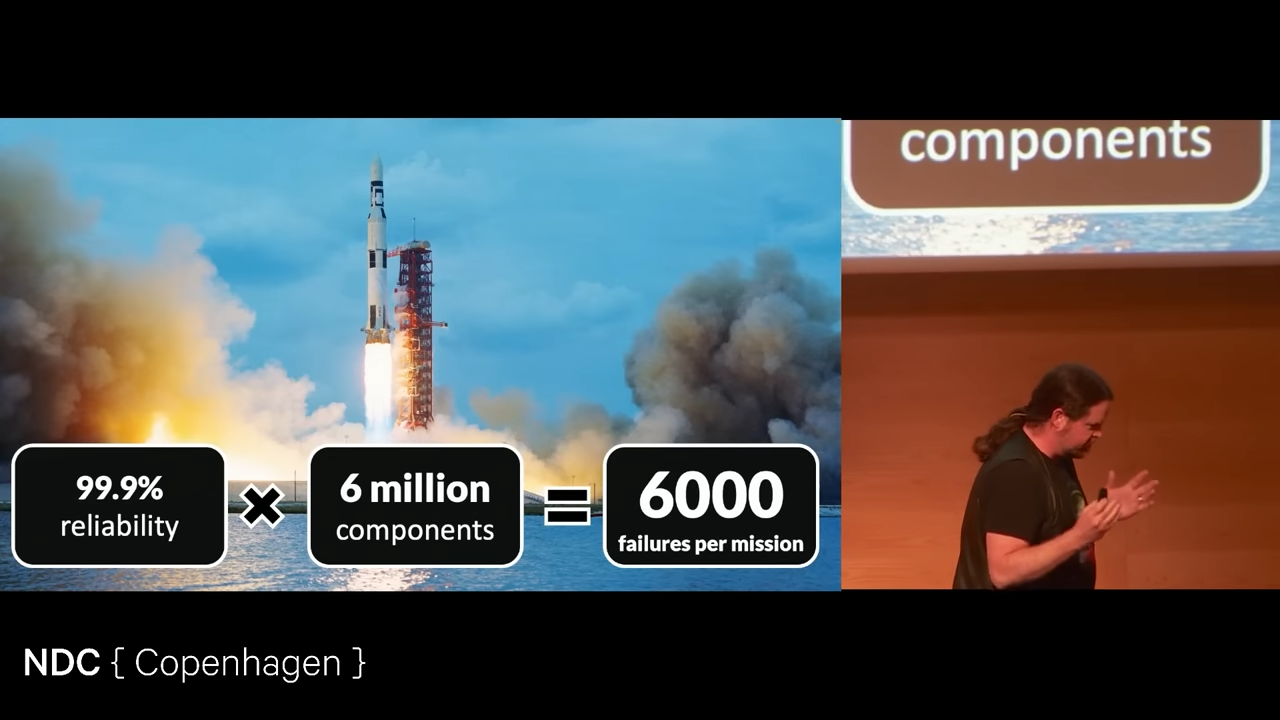 99.9%
reliability
6 million
components
6000
failures per mission
components
NDC { Copenhagen }